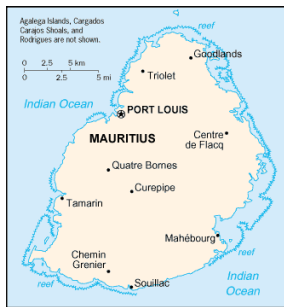 Agalega Islands, Cargados
Carajos Shoals, and
Rodrigues are not shown.
0 2.5 5 km
0 2.5 5 mi
reef
Goodlands
Triolet
Indian Ocean
PORT LOUIS
MAURITIUS
Centre
de Flacq
Quatre Bornes
Curepipe
Tamarin
Mahébourg
reef
Chemin
Grenier
Souillac
reef
Indian
Ocean